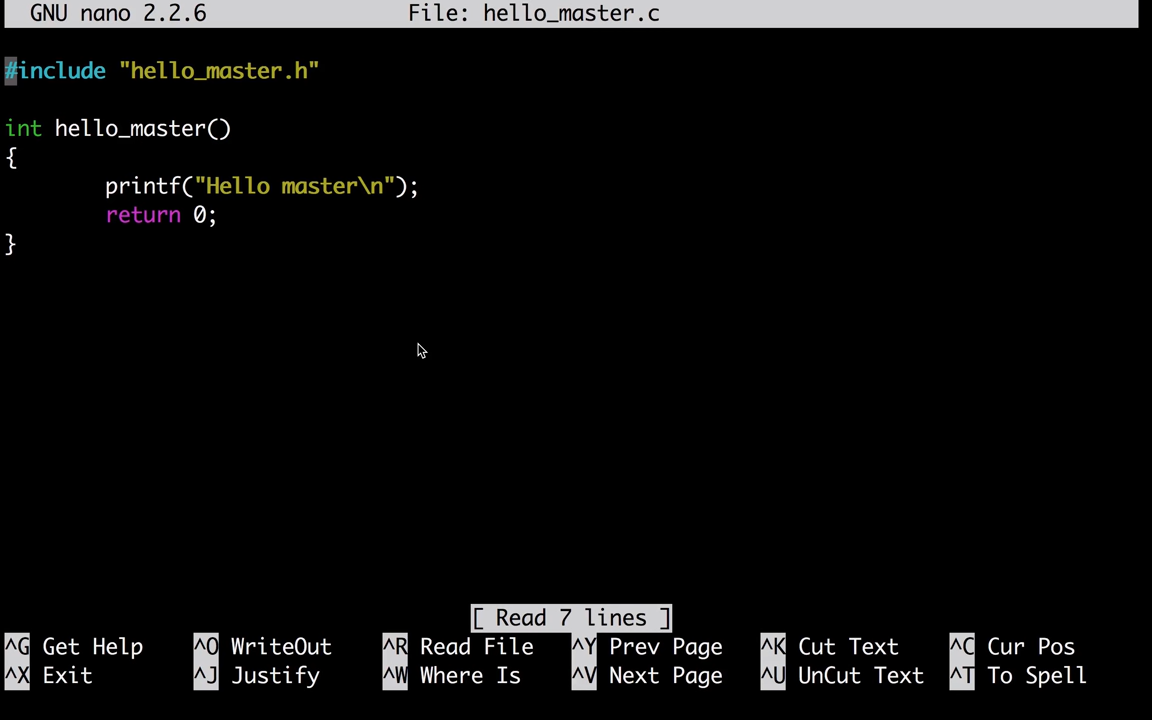 GNU nano 2.2.6 File: hello_master.c
#include "hello_master.h"
int hello_master()
{
printf("Hello master\n");
return 0;
}
[ Read 7 lines ]
^G Get Help ^O WriteOut ^R Read File ^Y Prev Page ^K Cut Text ^C Cur Pos
^X Exit ^J Justify ^W Where Is ^V Next Page ^U UnCut Text ^T To Spell